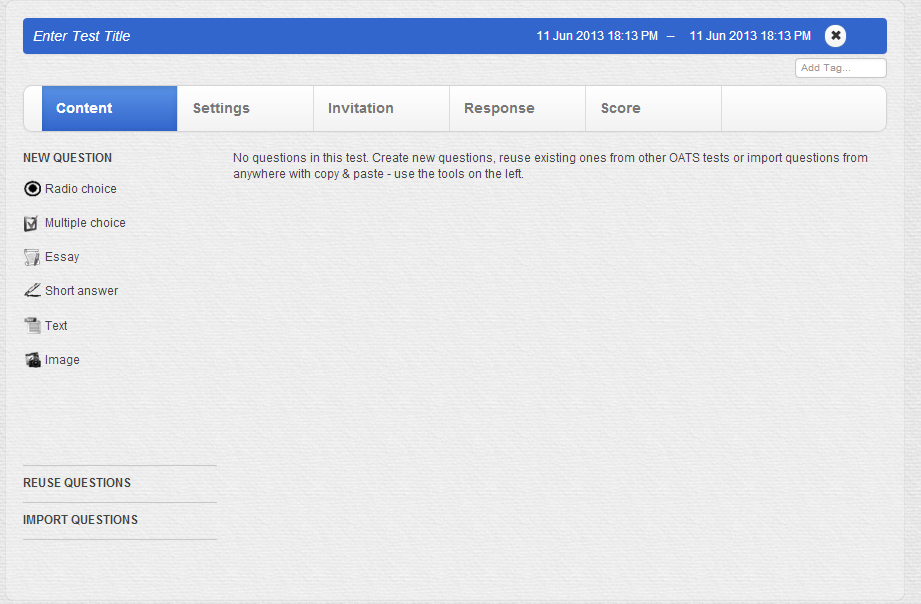 Enter Test Title
11 Jun 2013 18:13 PM – 11 Jun 2013 18:13 PM
Add Tag...
Content Settings Invitation Response Score
NEW QUESTION
Radio choice
Multiple choice
Essay
Short answer
Text
Image
REUSE QUESTIONS
IMPORT QUESTIONS
No questions in this test. Create new questions, reuse existing ones from other OATS tests or import questions from
anywhere with copy & paste - use the tools on the left.